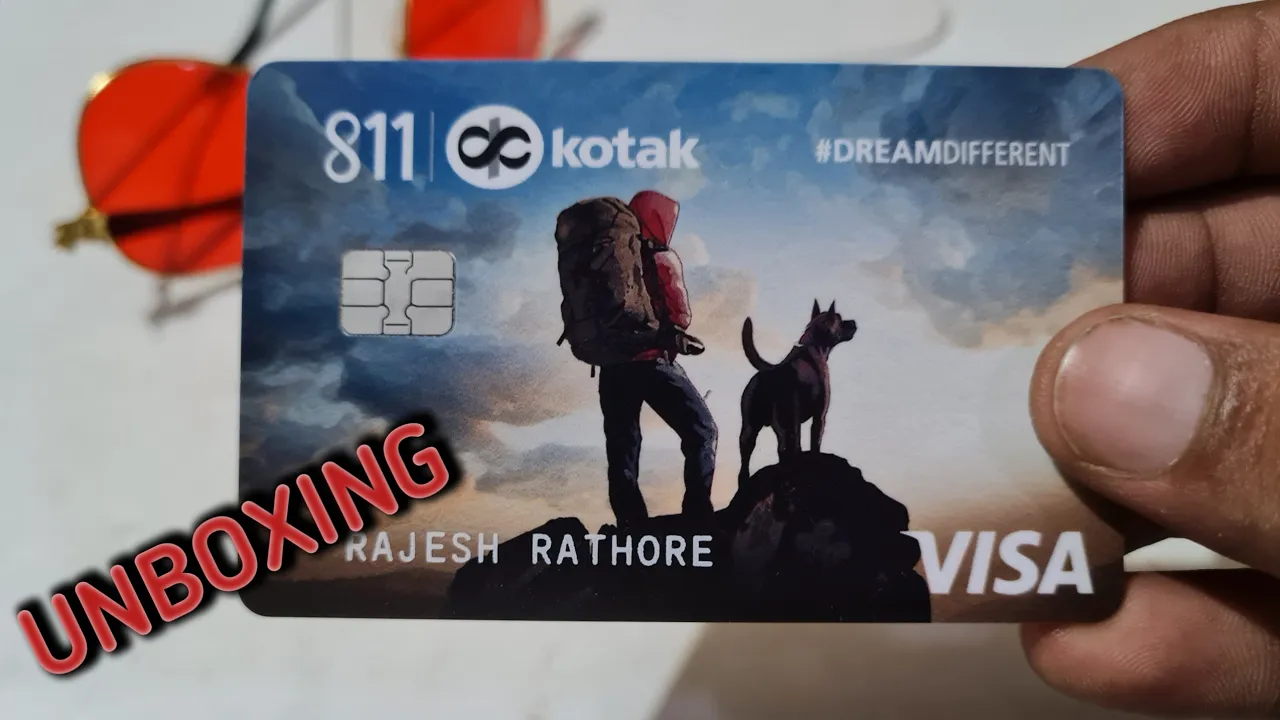 811 kotak #DREAMDIFFERENT
UNBOXING
RAJESH RATHORE
VISA